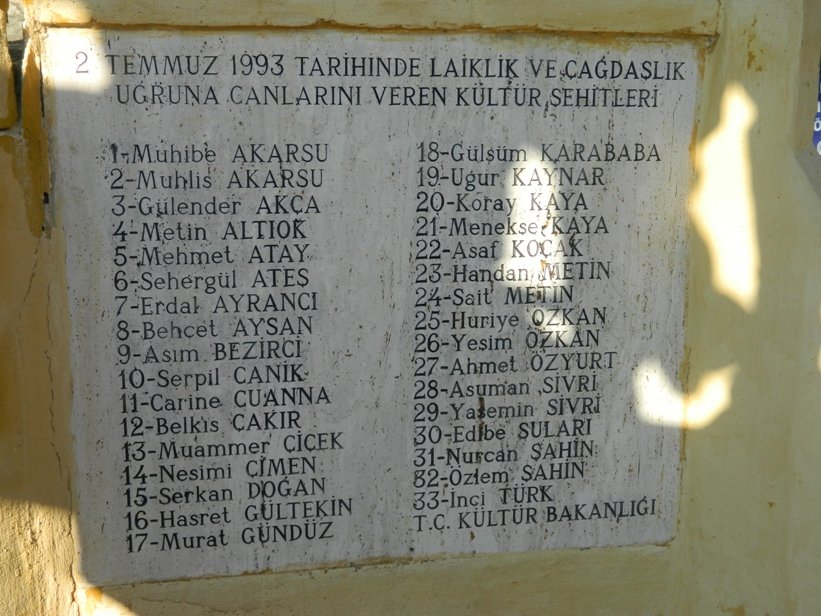 2 TEMMUZ 1993 TARİHİNDE LAİKLİK VE ÇAĞDAŞLIK
UĞRUNA CANLARINI VEREN KÜLTÜR ŞEHİTLERİ
1-Muhibe AKARSU
2-Muhlis AKARSU
3-Gülender AKÇA
4-Metin ALTIOK
5-Mehmet ATAY
6-Sehergül ATEŞ
7-Erdal AYRANCI
8-Behçet AYSAN
9-Asım BEZİRCİ
10-Serpil CANİK
11-Carine CUANNA
12-Belkıs ÇAKIR
13-Muammer ÇİÇEK
14-Nesimi ÇİMEN
15-Serkan DOĞAN
16-Hasret GÜLTEKİN
17-Murat GÜNDÜZ
18-Gülsüm KARABABA
19-Uğur KAYNAR
20-Koray KAYA
21-Menekşe KAYA
22-Asaf KOÇAK
23-Handan METİN
24-Sait METİN
25-Huriye ÖZKAN
26-Yeşim ÖZKAN
27-Ahmet ÖZYURT
28-Asuman SİVRİ
29-Yasemin SİVRİ
30-Edibe SULARI
31-Nurcan ŞAHİN
32-Özlem ŞAHİN
33-İnci TÜRK
T.C. KÜLTÜR BAKANLIĞI